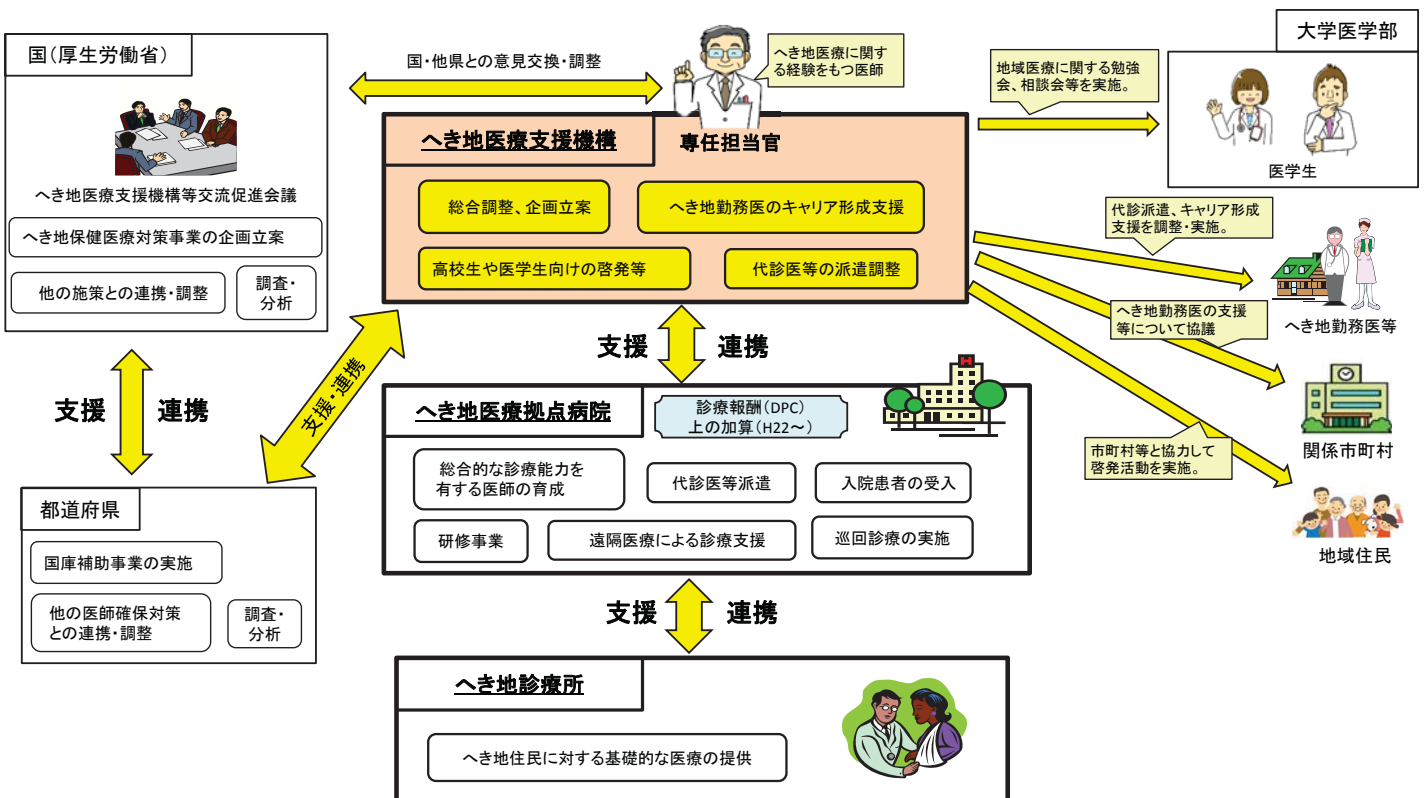 国(厚生労働省)
へき地医療支援機構等交流促進会議
へき地保健医療対策事業の企画立案
他の施策との連携・調整
調査・
分析
国・他県との意見交換・調整
へき地医療に関す
る経験をもつ医師
へき地医療支援機構
専任担当官
総合調整、企画立案
へき地勤務医のキャリア形成支援
高校生や医学生向けの啓発等
代診医等の派遣調整
地域医療に関する勉強
会、相談会等を実施。
大学医学部
医学生
代診派遣、キャリア形成
支援を調整・実施。
へき地勤務医等
へき地勤務医の支援
等について協議
関係市町村
市町村等と協力して
啓発活動を実施。
地域住民
支援 連携
支援・連携
支援 連携
都道府県
国庫補助事業の実施
他の医師確保対策
との連携・調整
調査・
分析
へき地医療拠点病院
診療報酬(DPC)
上の加算(H22～)
H
総合的な診療能力を
有する医師の育成
代診医等派遣
入院患者の受入
研修事業
遠隔医療による診療支援
巡回診療の実施
支援 連携
へき地診療所
へき地住民に対する基礎的な医療の提供